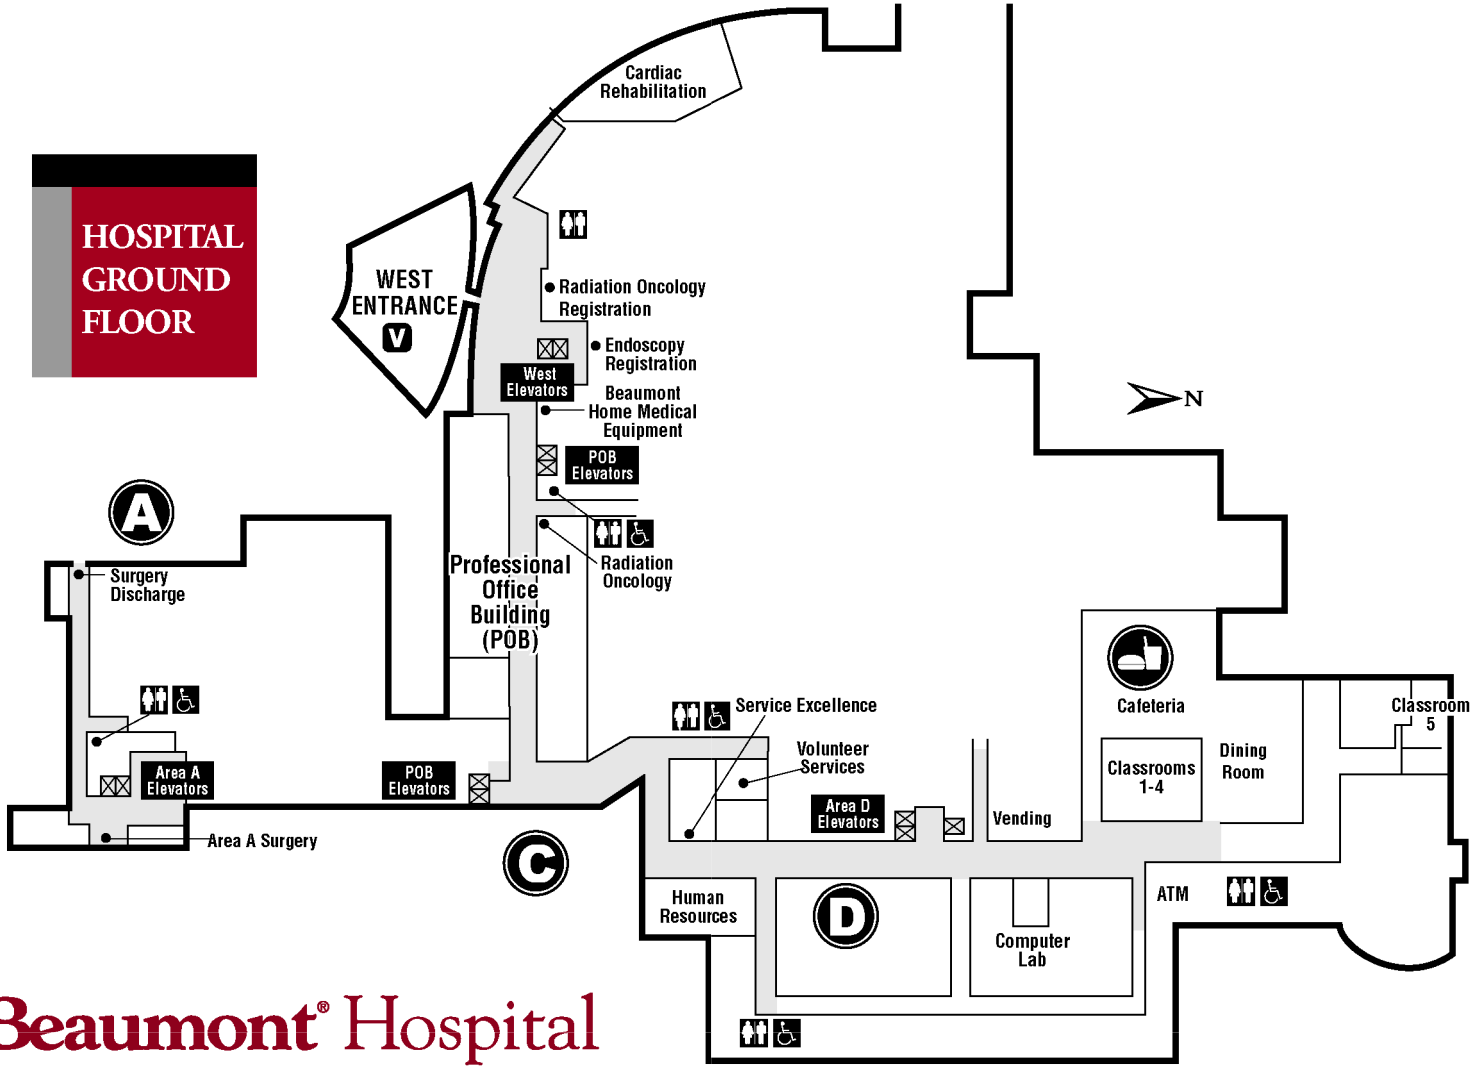 Cardiac
Rehabilitation
HOSPITAL
GROUND
FLOOR
WEST
ENTRANCE
V
Radiation Oncology
Registration
Endoscopy
Registration
West
Elevators
Beaumont
Home Medical
Equipment
N
POB
Elevators
A
Surgery
Discharge
Professional
Office
Building
(POB)
Radiation
Oncology
Service Excellence
Cafeteria
Classroom
5
Volunteer
Services
Dining
Room
Classrooms
1-4
Area A
Elevators
POB
Elevators
Area D
Elevators
Vending
Area A Surgery
C
Human
Resources
D
ATM
Computer
Lab
Beaumont® Hospital